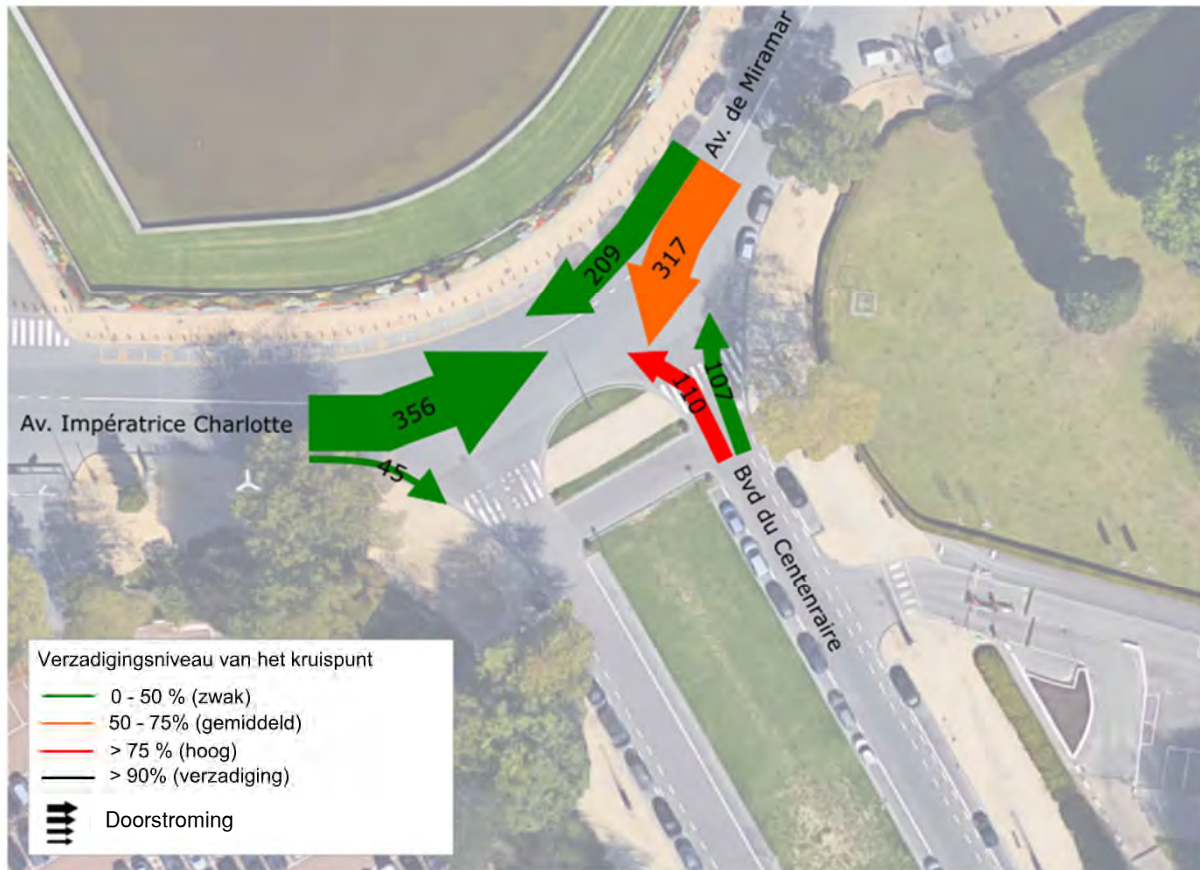 Av. de Miramar
209
317
356
Av. Impératrice Charlotte
45
110
107
Bvd du Centenraire
Verzadigingsniveau van het kruispunt
0 - 50 % (zwak)
50 - 75% (gemiddeld)
> 75 % (hoog)
> 90% (verzadiging)
Doorstroming